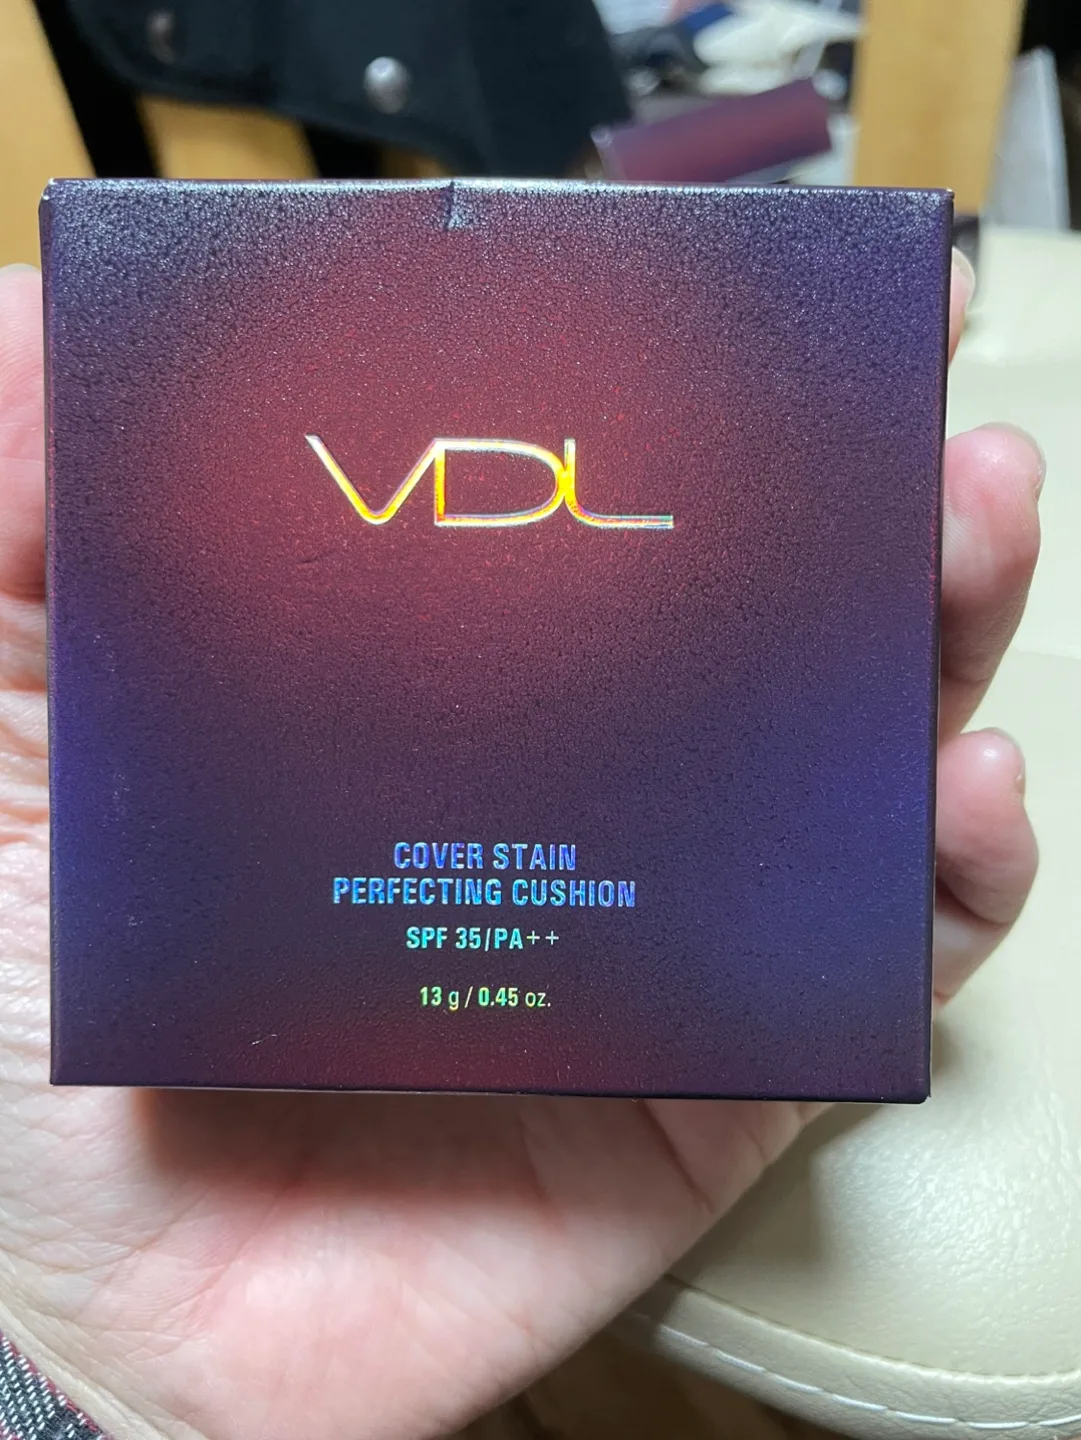 VDL
COVER STAIN
PERFECTING CUSHION
SPF 35/PA++
13 g / 0.45 oz.